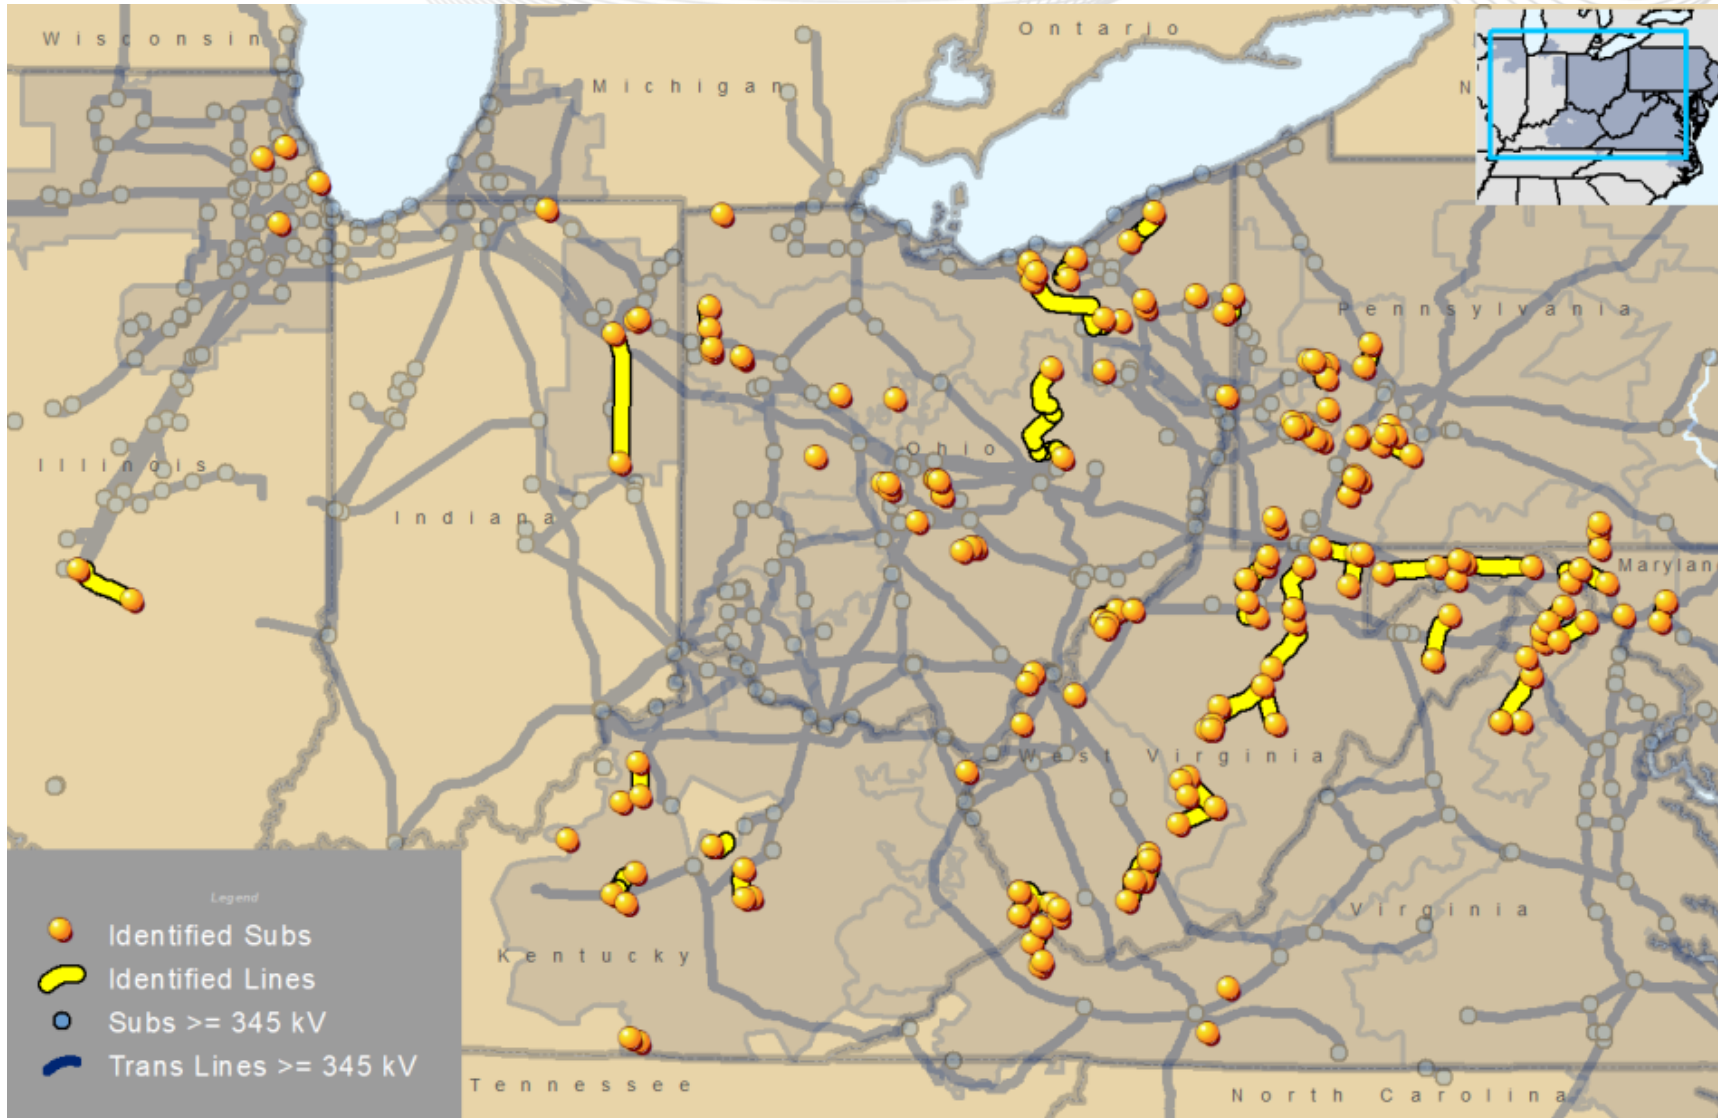 Wisconsin
Ontario
Michigan
N
Pennsylvania
Illinois
Ohio
Indiana
Maryland
West Virginia
Virginia
Kentucky
Tennessee
North Carolina
Legend
Identified Subs
Identified Lines
Subs >= 345 kV
Trans Lines >= 345 kV